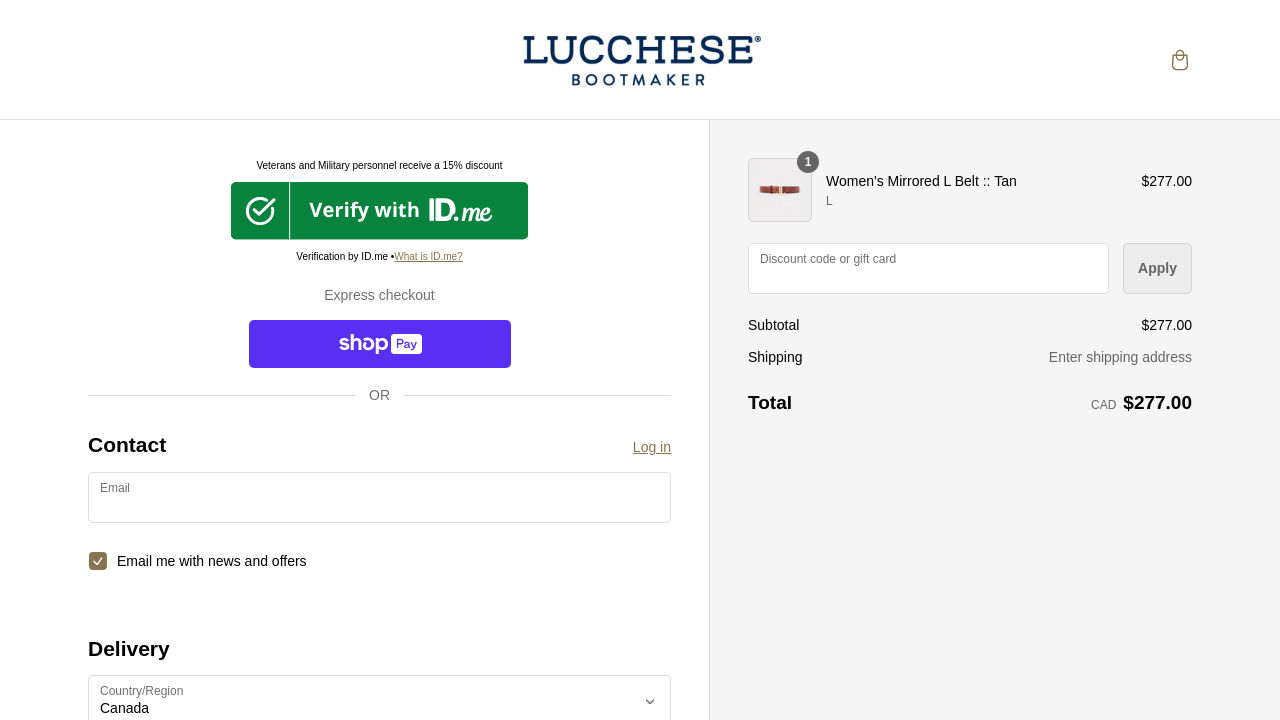 LUCCHESE®
BOOTMAKER
Veterans and Military personnel receive a 15% discount
Verify with ID.me
Verification by ID.me •What is ID.me?
Express checkout
shop Pay
OR
Contact
Log in
Email
Email me with news and offers
Delivery
Country/Region
Canada
1
Women's Mirrored L Belt :: Tan
$277.00
L
Discount code or gift card
Apply
Subtotal
$277.00
Shipping
Enter shipping address
Total
CAD $277.00